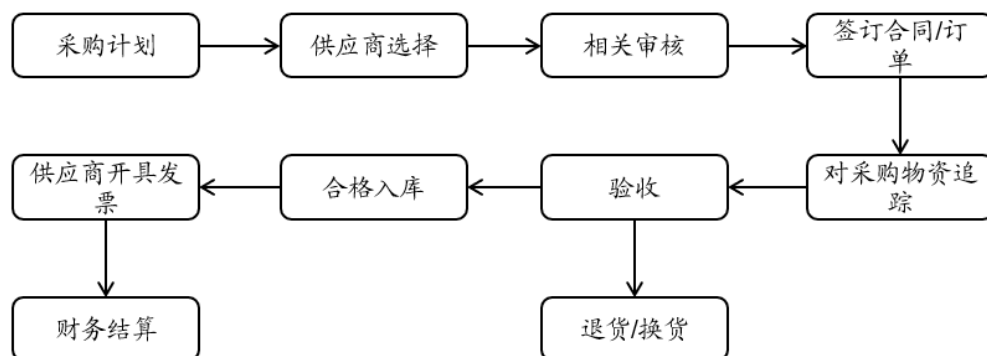 采购计划
供应商选择
相关审核
签订合同/订
单
供应商开具发
票
合格入库
验收
对采购物资追
踪
财务结算
退货/换货